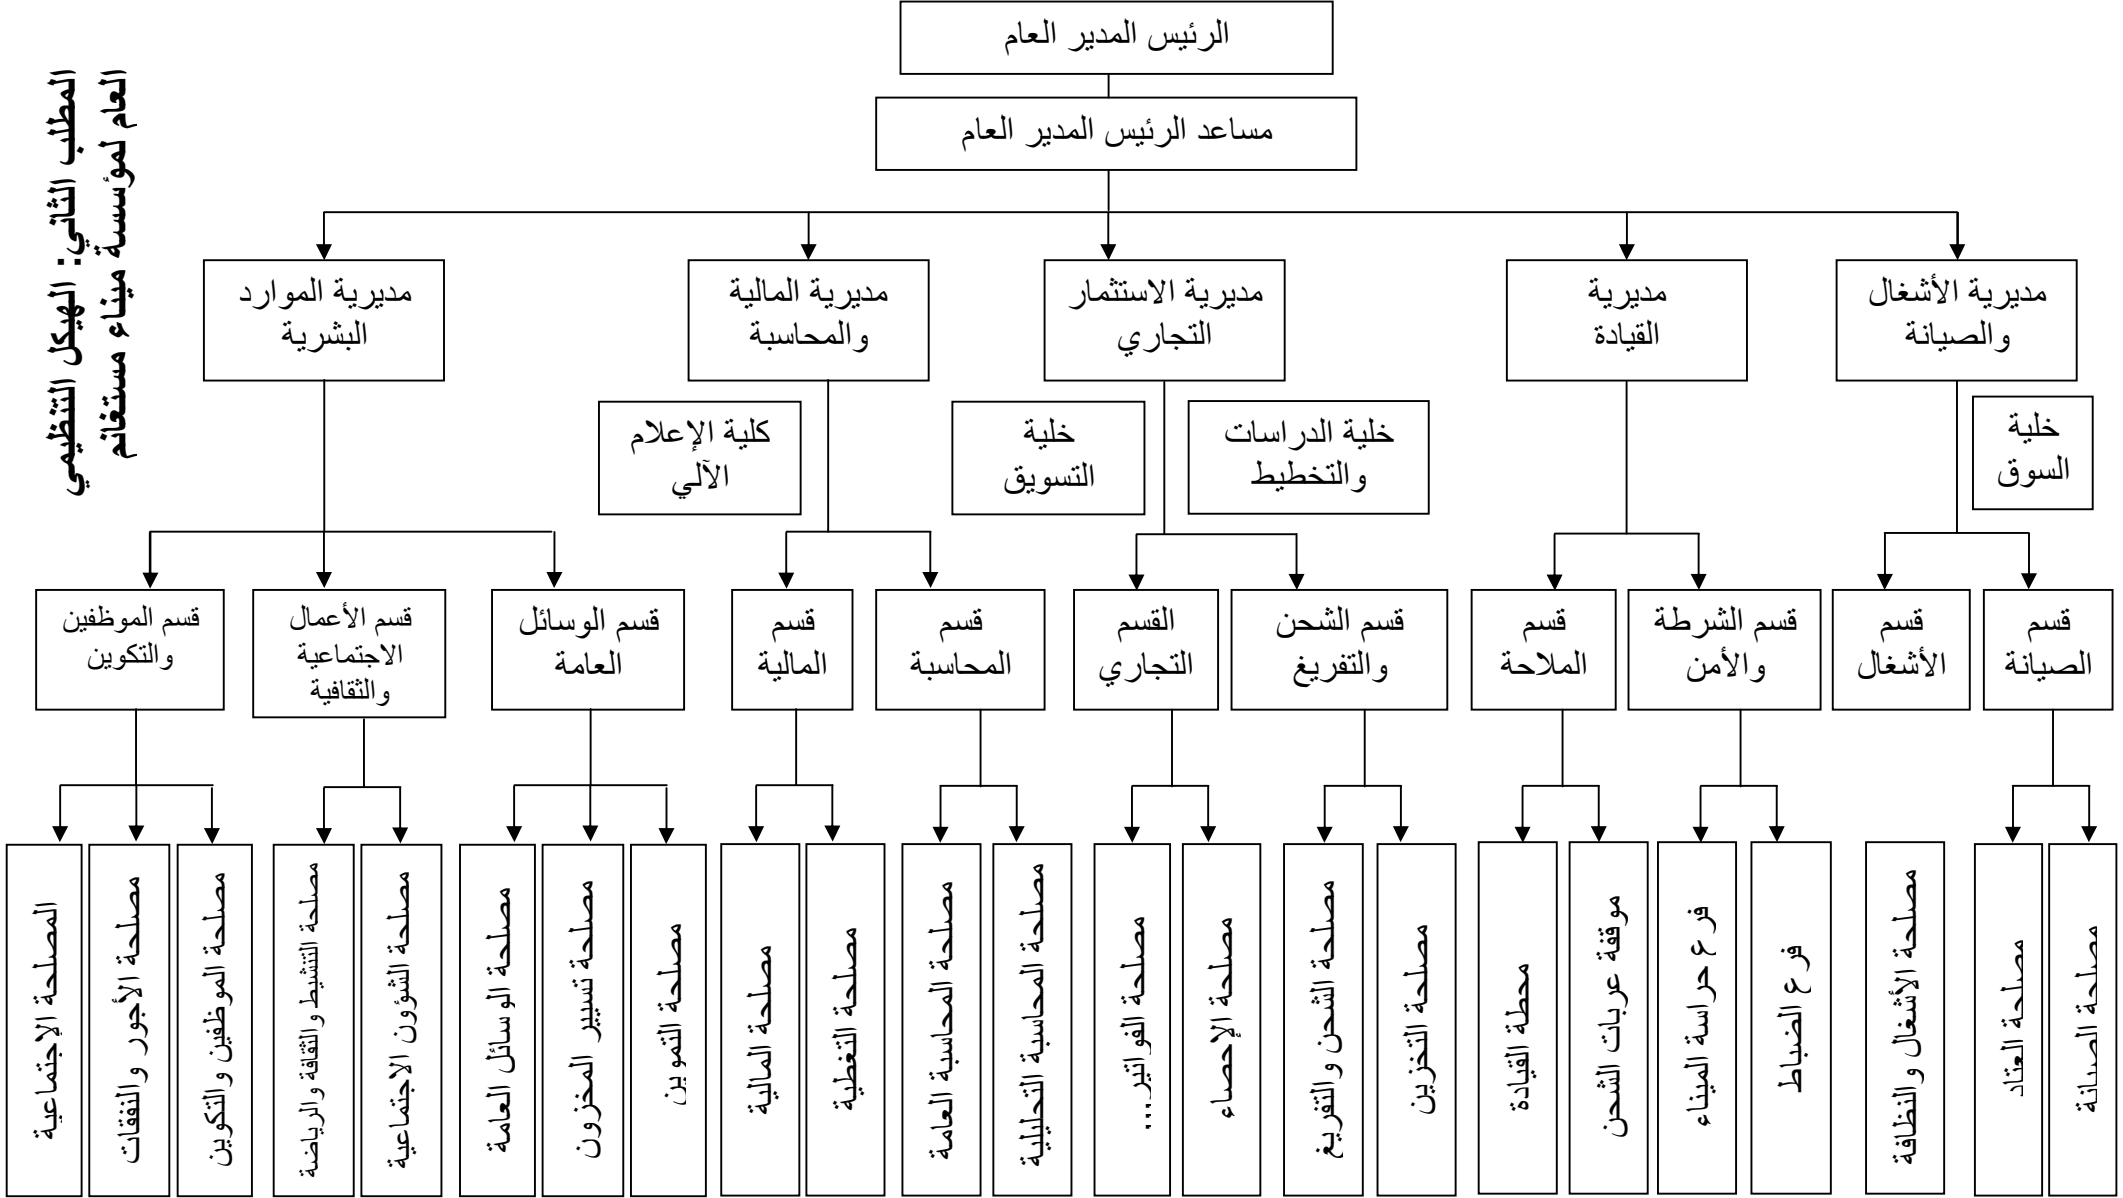 المطلب الثاني: الهيكل التنظيمي
العام لمؤسسة ميناء مستغانم
الرئيس المدير العام
مساعد الرئيس المدير العام
مديرية الأشغال
والصيانة
مديرية
القيادة
مديرية الاستثمار
التجاري
مديرية المالية
والمحاسبة
مديرية الموارد
البشرية
خلية
السوق
خلية الدراسات
والتخطيط
خلية
التسويق
كلية الإعلام
الآلي
قسم
الصيانة
قسم
الأشغال
قسم الشرطة
والأمن
قسم
الملاحة
قسم الشحن
والتفريغ
القسم
التجاري
قسم
المحاسبة
قسم
المالية
قسم الوسائل
العامة
قسم الأعمال
الاجتماعية
والثقافية
قسم الموظفين
والتكوين
مصلحة الصيانة
مصلحة العتاد
مصلحة الأشغال والنظافة
فرع الضباط
فرع حراسة الميناء
موقفة عربات الشحن
محطة القيادة
مصلحة التخزين
مصلحة الشحن والتفريغ
مصلحة الإحصاء
مصلحة الفواتير...
مصلحة المحاسبة التحليلية
مصلحة المحاسبة العامة
مصلحة التغطية
مصلحة المالية
مصلحة التموين
مصلحة تسيير المخزون
مصلحة الوسائل العامة
مصلحة الشؤون الاجتماعية
مصلحة التنشيط والثقافة والرياضة
مصلحة الموظفين والتكوين
مصلحة الأجور والنفقات
المصلحة الإجتماعية